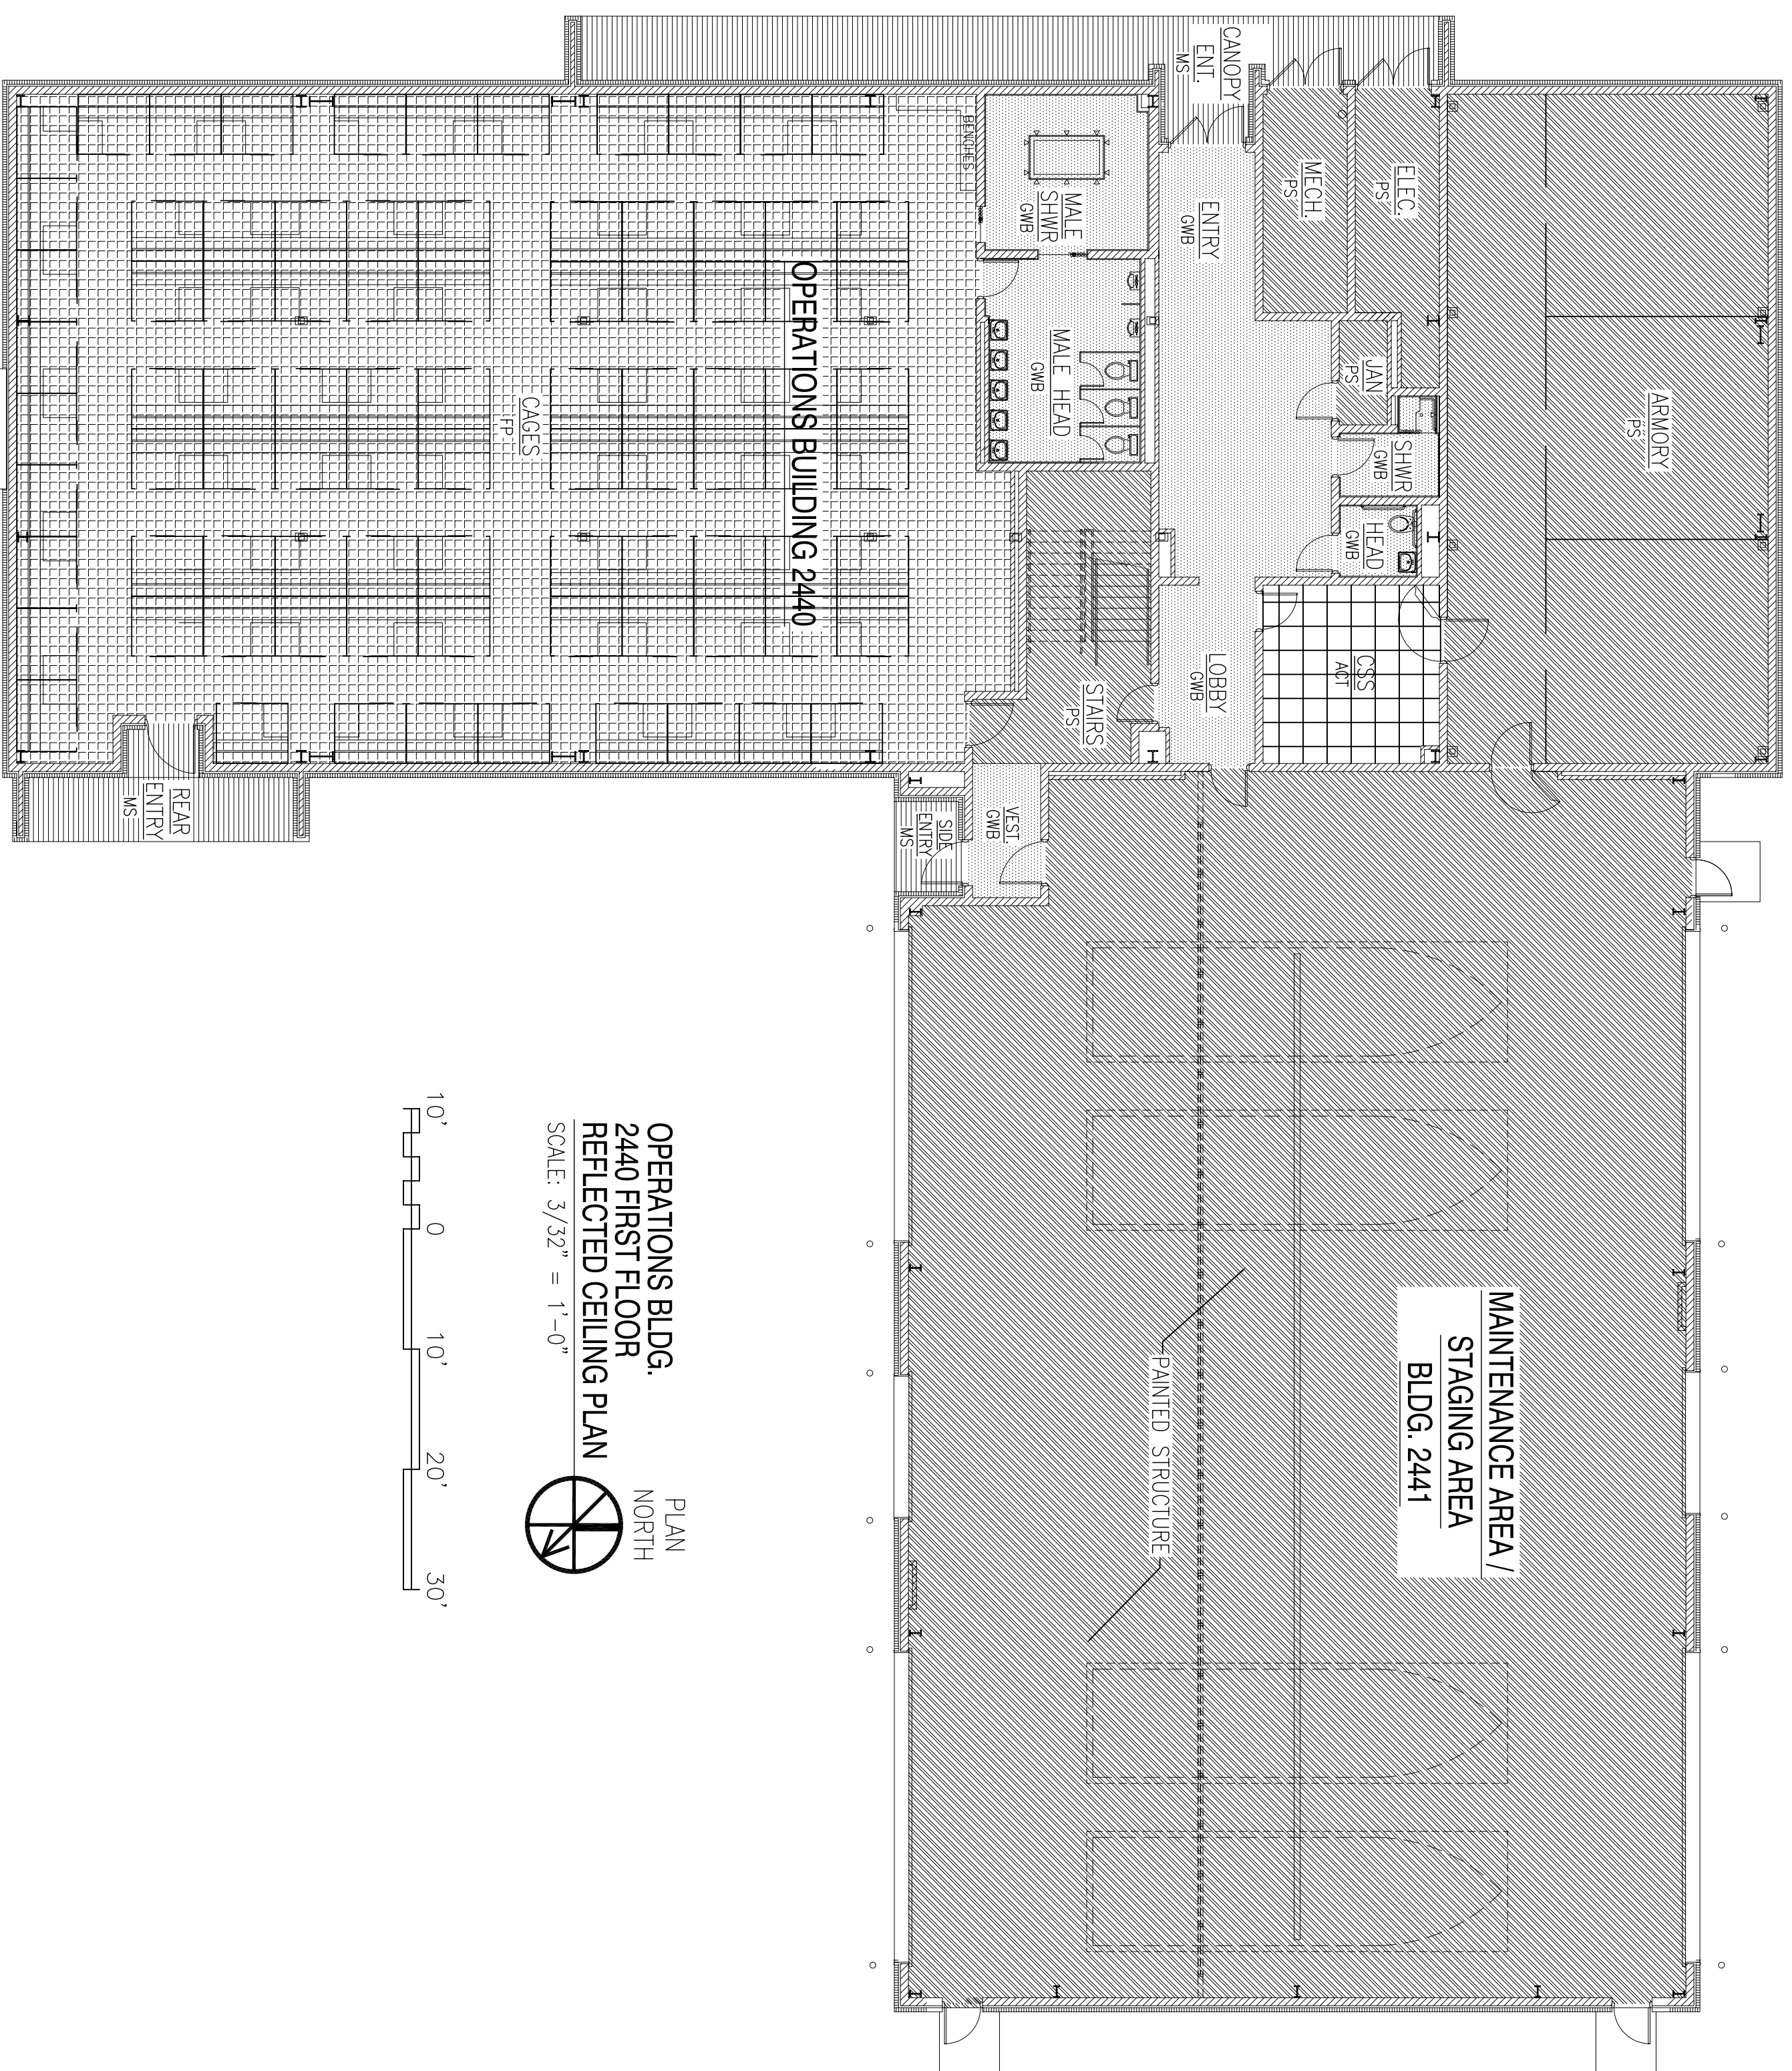 CANOPY
ENT.
MS
MECH.
PS
ELEC.
PS
ARMORY
PS
BENCHES
MALE
SHWR
GWB
ENTRY
GWB
JAN
PS
SHWR
GWB
HEAD
GWB
MALE HEAD
GWB
OPERATIONS BUILDING 2440
CAGES
FP
CSS
ACT
LOBBY
GWB
STAIRS
PS
VEST.
GWB
SIDE
ENTRY
MS
REAR
ENTRY
MS
MAINTENANCE AREA /
STAGING AREA
BLDG. 2441
PAINTED STRUCTURE
OPERATIONS BLDG.
2440 FIRST FLOOR
REFLECTED CEILING PLAN
SCALE: 3/32" = 1'-0"
PLAN
NORTH
10' 0 10' 20' 30'